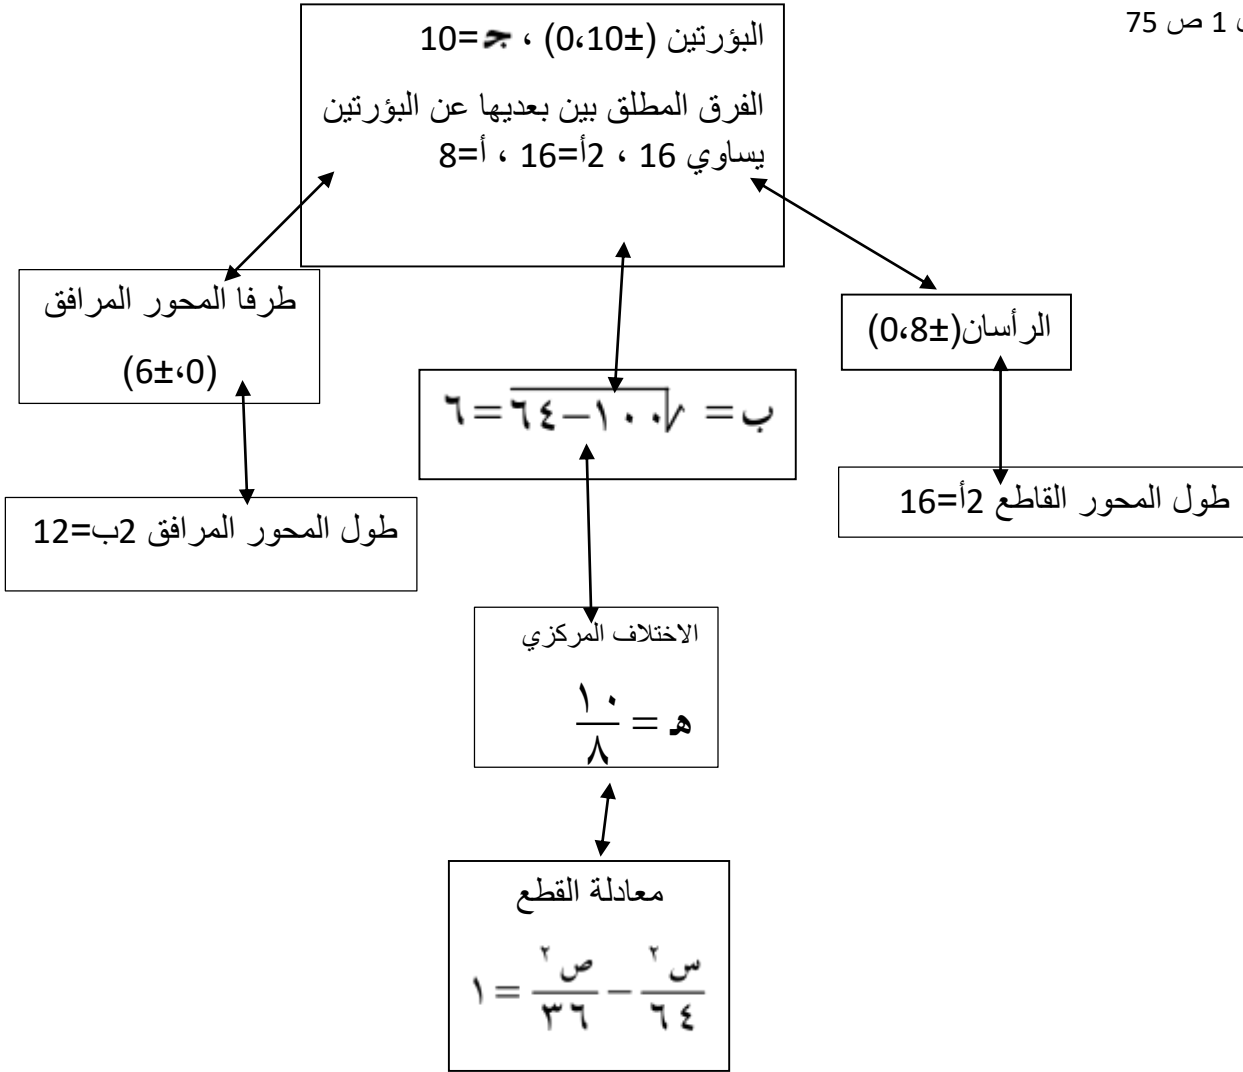 1 ص 75
البؤرتين (±10،0) ، جـ=10
الفرق المطلق بين بعديها عن البؤرتين
يساوي 16 ، 2أ=16 ، أ=8
طرفا المحور المرافق
(0،±6)
الرأسان(±8،0)
ب = √١٠٠−٦٤ = ٦
طول المحور القاطع 2أ=16
طول المحور المرافق 2ب=12
الاختلاف المركزي
هـ = ١٠/٨
معادلة القطع
س²/٦٤ − ص²/٣٦ = ١